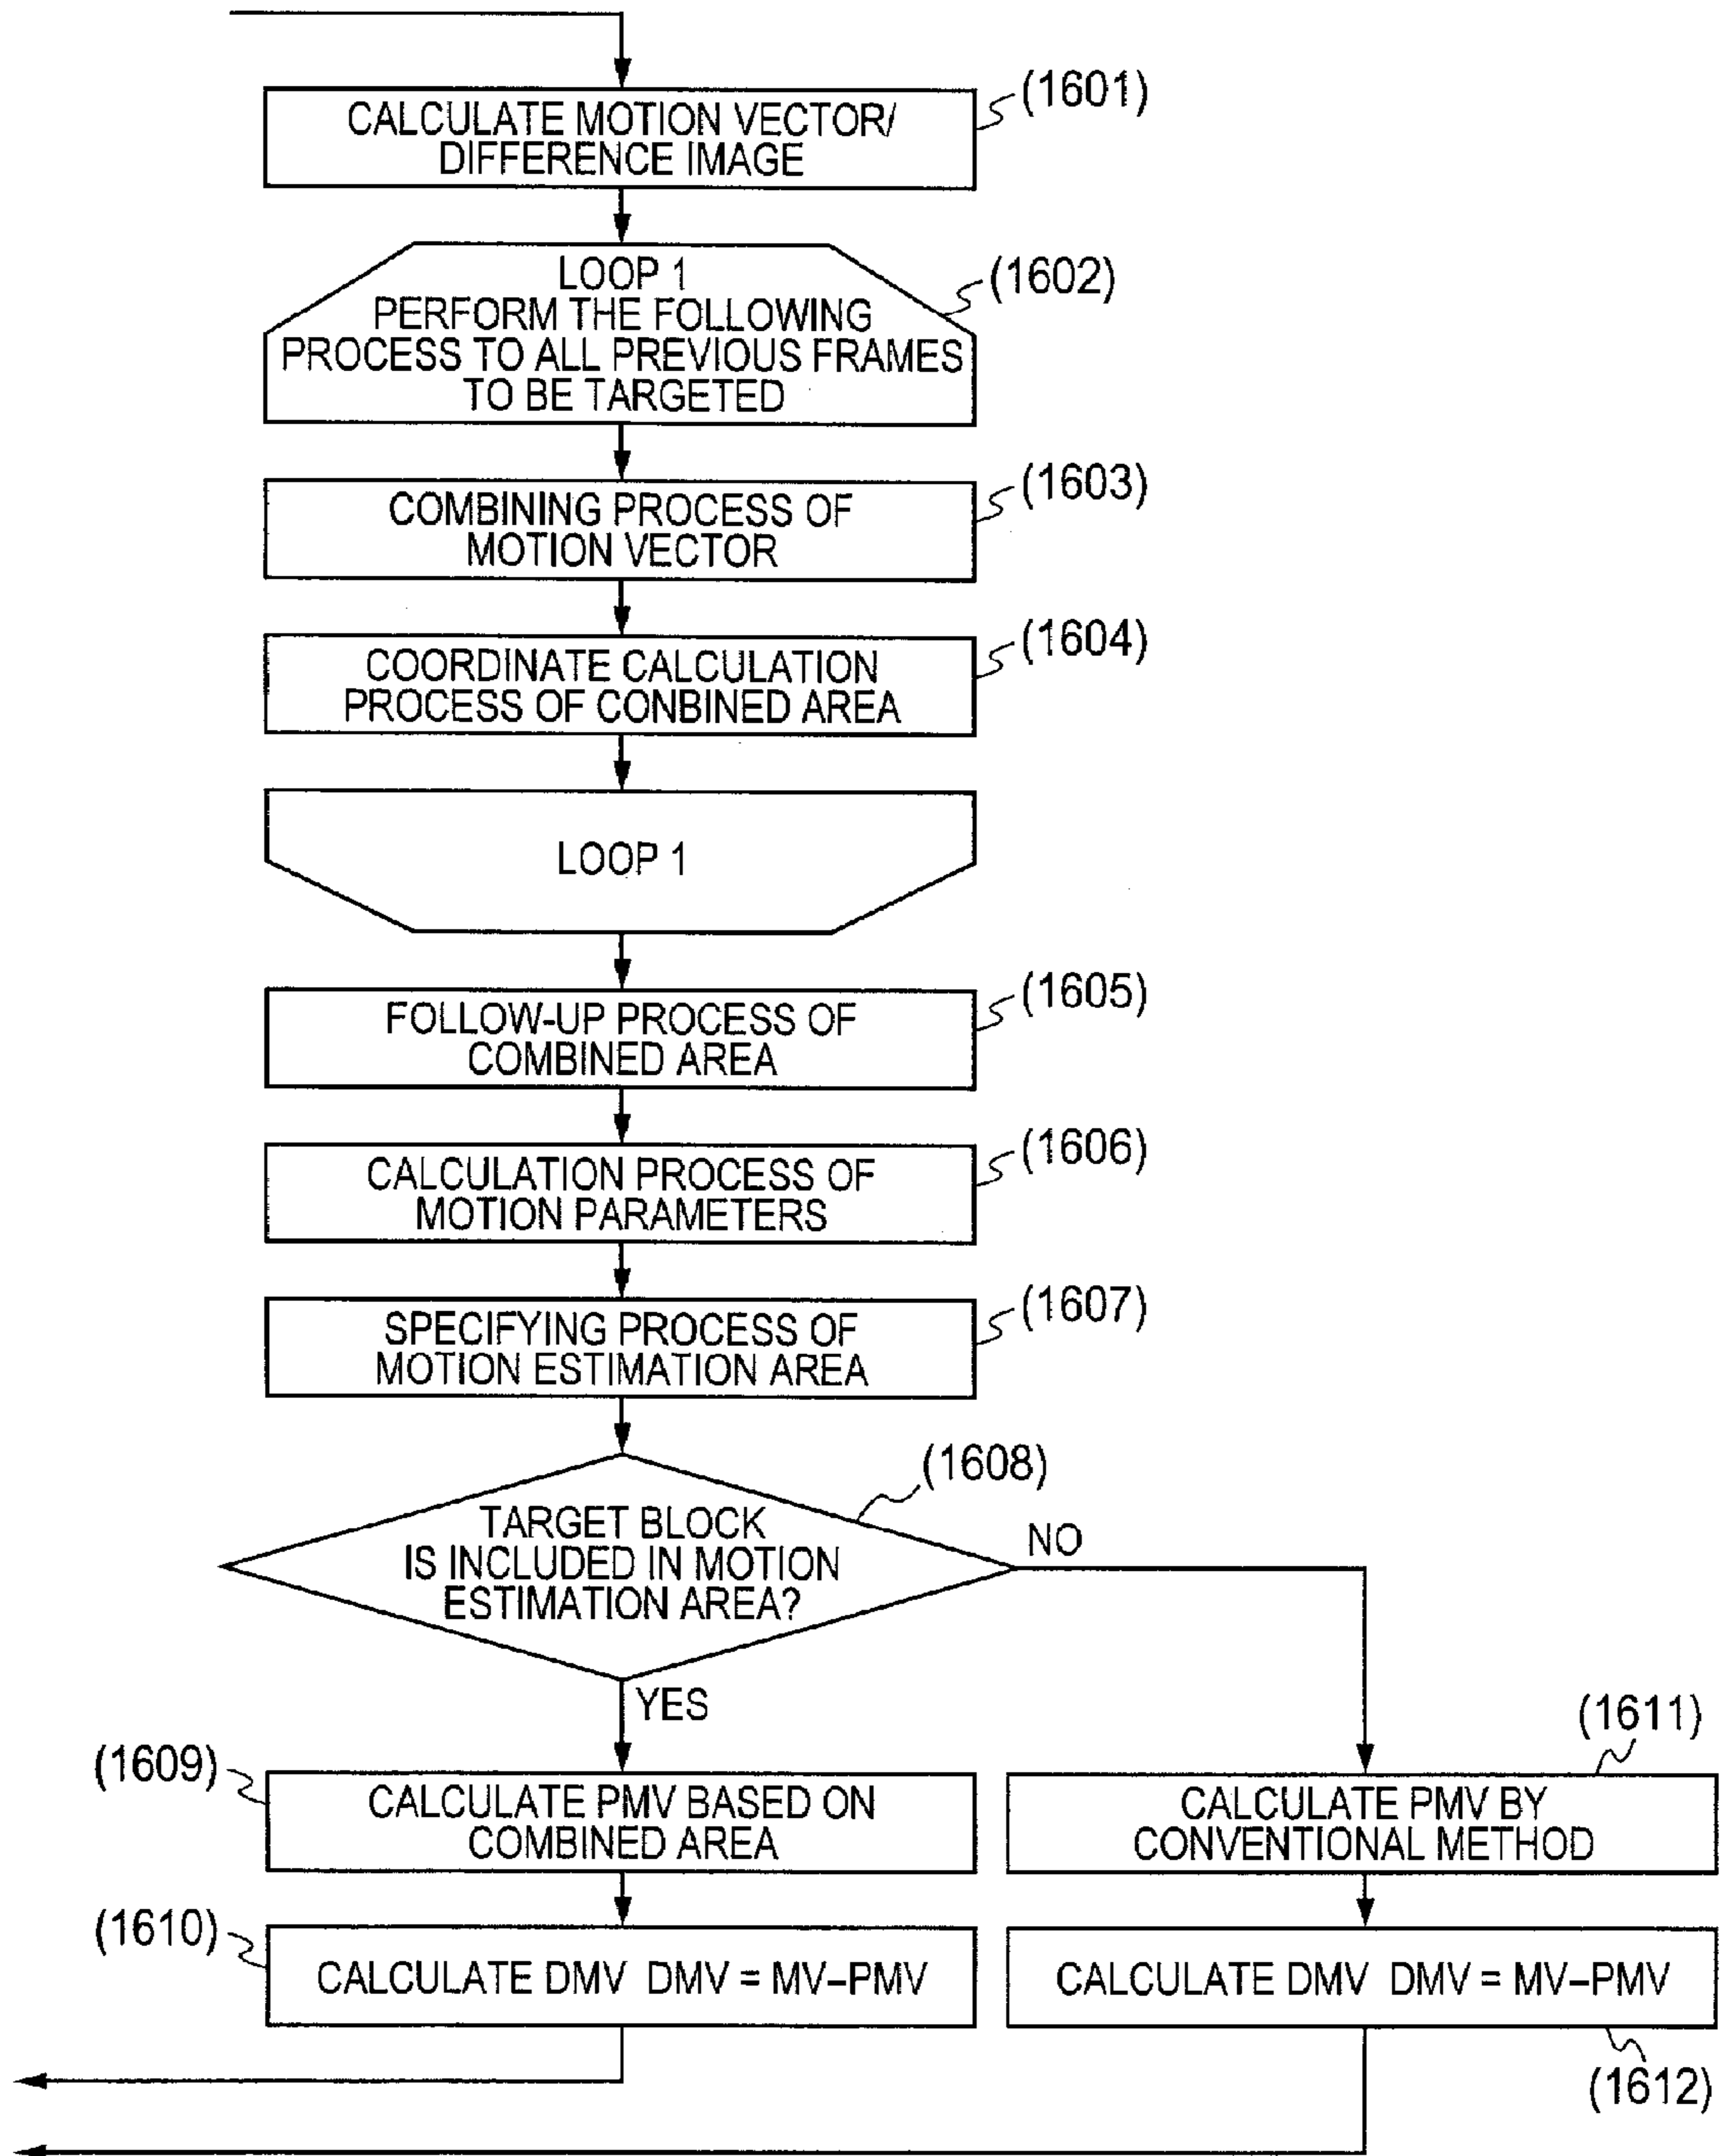 (1601)
CALCULATE MOTION VECTOR/
DIFFERENCE IMAGE
(1602)
LOOP 1
PERFORM THE FOLLOWING
PROCESS TO ALL PREVIOUS FRAMES
TO BE TARGETED
(1603)
COMBINING PROCESS OF
MOTION VECTOR
(1604)
COORDINATE CALCULATION
PROCESS OF CONBINED AREA
LOOP 1
(1605)
FOLLOW-UP PROCESS OF
COMBINED AREA
(1606)
CALCULATION PROCESS OF
MOTION PARAMETERS
(1607)
SPECIFYING PROCESS OF
MOTION ESTIMATION AREA
(1608)
TARGET BLOCK
IS INCLUDED IN MOTION
ESTIMATION AREA?
NO
YES
(1609)
CALCULATE PMV BASED ON
COMBINED AREA
(1611)
CALCULATE PMV BY
CONVENTIONAL METHOD
(1610)
CALCULATE DMV DMV = MV–PMV
CALCULATE DMV DMV = MV–PMV
(1612)